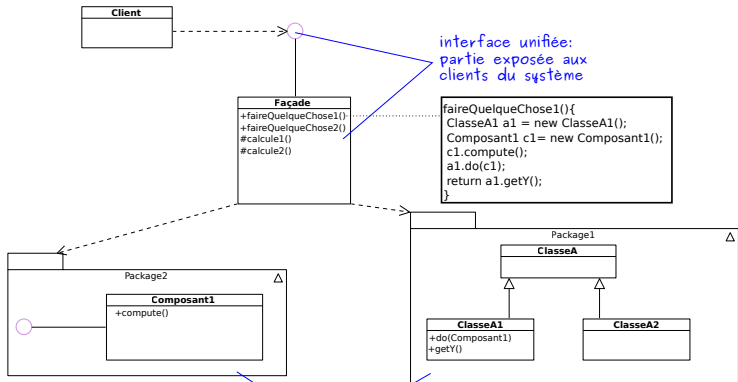 Client
interface unifiée:
partie exposée aux
clients du système
Façade
+faireQuelqueChose1()
+faireQuelqueChose2()
#calcule1()
#calcule2()
faireQuelqueChose1(){
ClasseA1 a1 = new ClasseA1();
Composant1 c1= new Composant1();
c1.compute();
a1.do(c1);
return a1.getY();
}
Package2
Composant1
+compute()
Package1
ClasseA
ClasseA1
+do(Composant1)
+getY()
ClasseA2